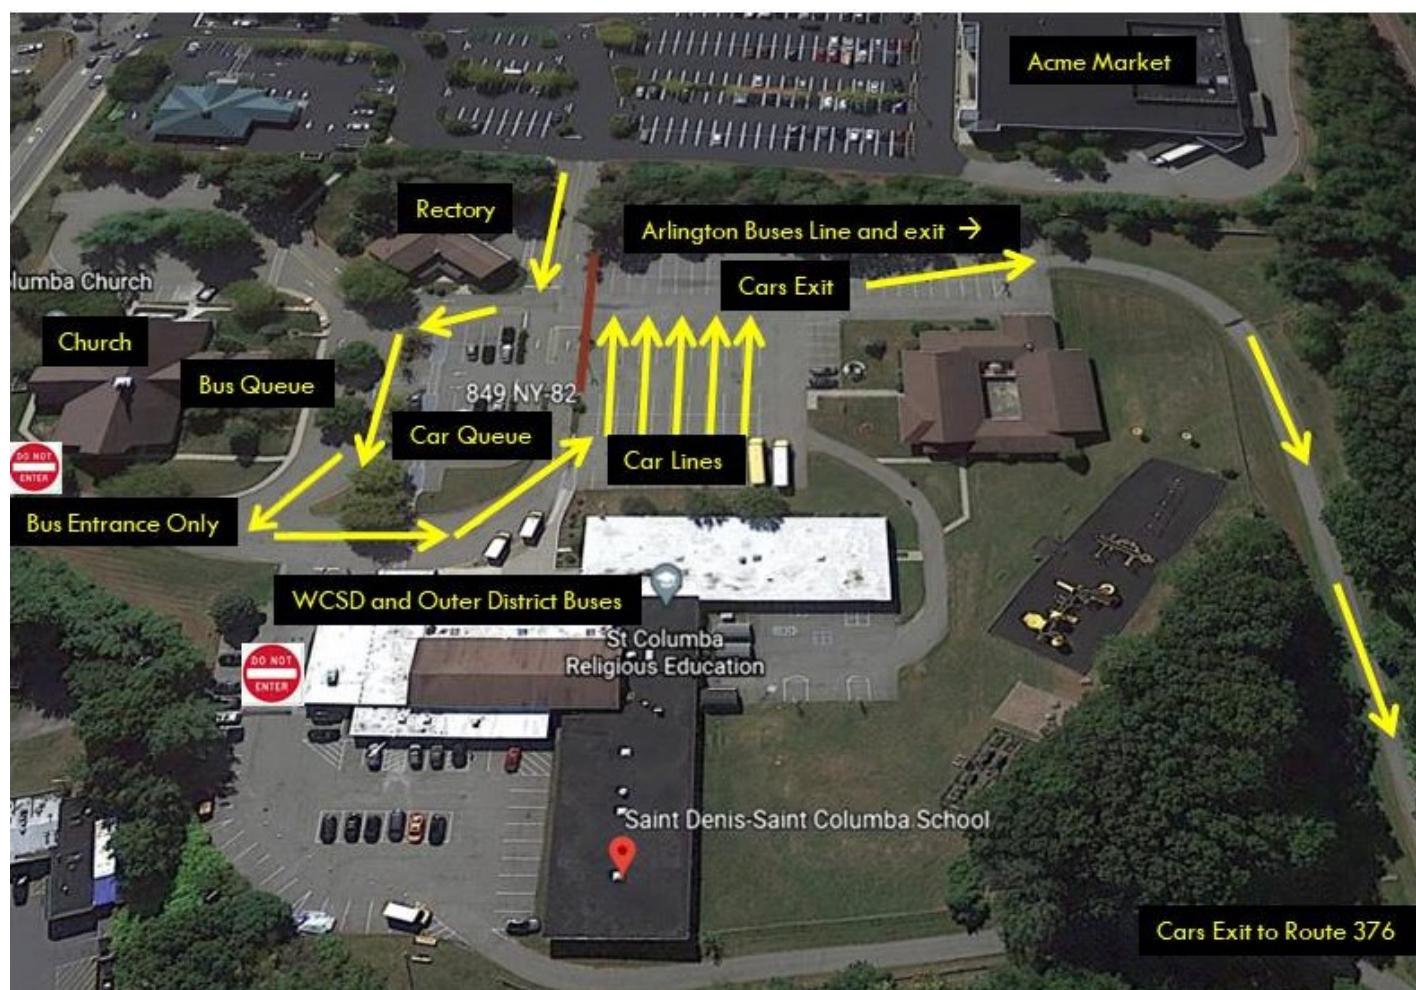 Acme Market
Rectory
Arlington Buses Line and exit →
Cars Exit
lumba Church
Church
Bus Queue
849 NY-82
Car Queue
Car Lines
DO NOT
ENTER
Bus Entrance Only
WCSD and Outer District Buses
St Columba
Religious Education
DO NOT
ENTER
Saint Denis-Saint Columba School
Cars Exit to Route 376